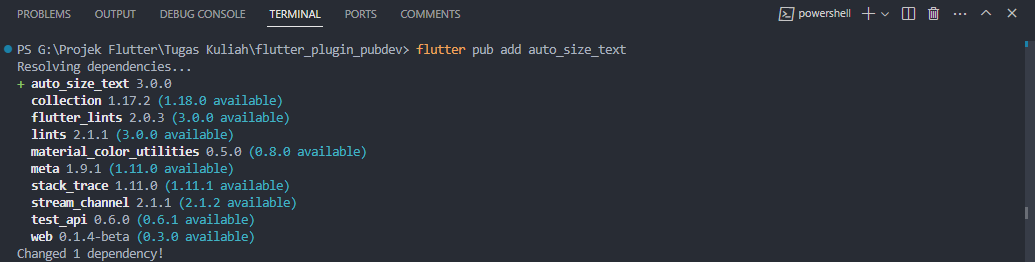 PROBLEMS OUTPUT DEBUG CONSOLE TERMINAL PORTS COMMENTS powershell
PS G:\Projek Flutter\Tugas Kuliah\flutter_plugin_pubdev> flutter pub add auto_size_text
Resolving dependencies...
+ auto_size_text 3.0.0
  collection 1.17.2 (1.18.0 available)
  flutter_lints 2.0.3 (3.0.0 available)
  lints 2.1.1 (3.0.0 available)
  material_color_utilities 0.5.0 (0.8.0 available)
  meta 1.9.1 (1.11.0 available)
  stack_trace 1.11.0 (1.11.1 available)
  stream_channel 2.1.1 (2.1.2 available)
  test_api 0.6.0 (0.6.1 available)
  web 0.1.4-beta (0.3.0 available)
Changed 1 dependency!